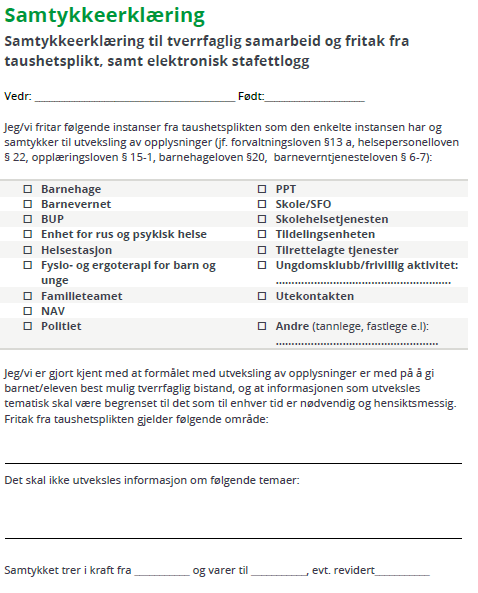 Samtykkeerklæring
Samtykkeerklæring til tverrfaglig samarbeid og fritak fra
taushetsplikt, samt elektronisk stafettlogg
Vedr: ________________________________________ Født:____________________
Jeg/vi fritar følgende instanser fra taushetsplikten som den enkelte instansen har og
samtykker til utveksling av opplysninger (jf. forvaltningsloven §13 a, helsepersonelloven
§ 22, opplæringsloven § 15-1, barnehageloven §20, barneverntjenesteloven § 6-7):
☐ Barnehage ☐ PPT
☐ Barnevernet ☐ Skole/SFO
☐ BUP ☐ Skolehelsetjenesten
☐ Enhet for rus og psykisk helse ☐ Tildelingsenheten
☐ Helsestasjon ☐ Tilrettelagte tjenester
☐ Fysio- og ergoterapi for barn og ☐ Ungdomsklubb/frivillig aktivitet:
unge ……………………………………………………
☐ Familieteamet ☐ Utekontakten
☐ NAV
☐ Politiet ☐ Andre (tannlege, fastlege e.l):
………………………………………………
Jeg/vi er gjort kjent med at formålet med utveksling av opplysninger er med på å gi
barnet/eleven best mulig tverrfaglig bistand, og at informasjonen som utveksles
tematisk skal være begrenset til det som til enhver tid er nødvendig og hensiktsmessig.
Fritak fra taushetsplikten gjelder følgende område:
Det skal ikke utveksles informasjon om følgende temaer:
Samtykket trer i kraft fra ___________ og varer til ___________, evt. revidert___________